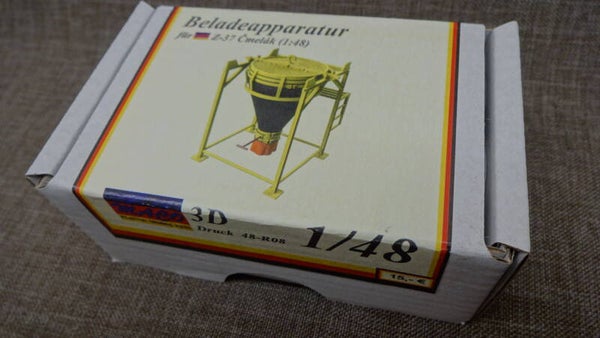 Beladeapparatur
für Z-37 Čmelák (1:48)
3D
Druck 48-R08
1/48
15,- €